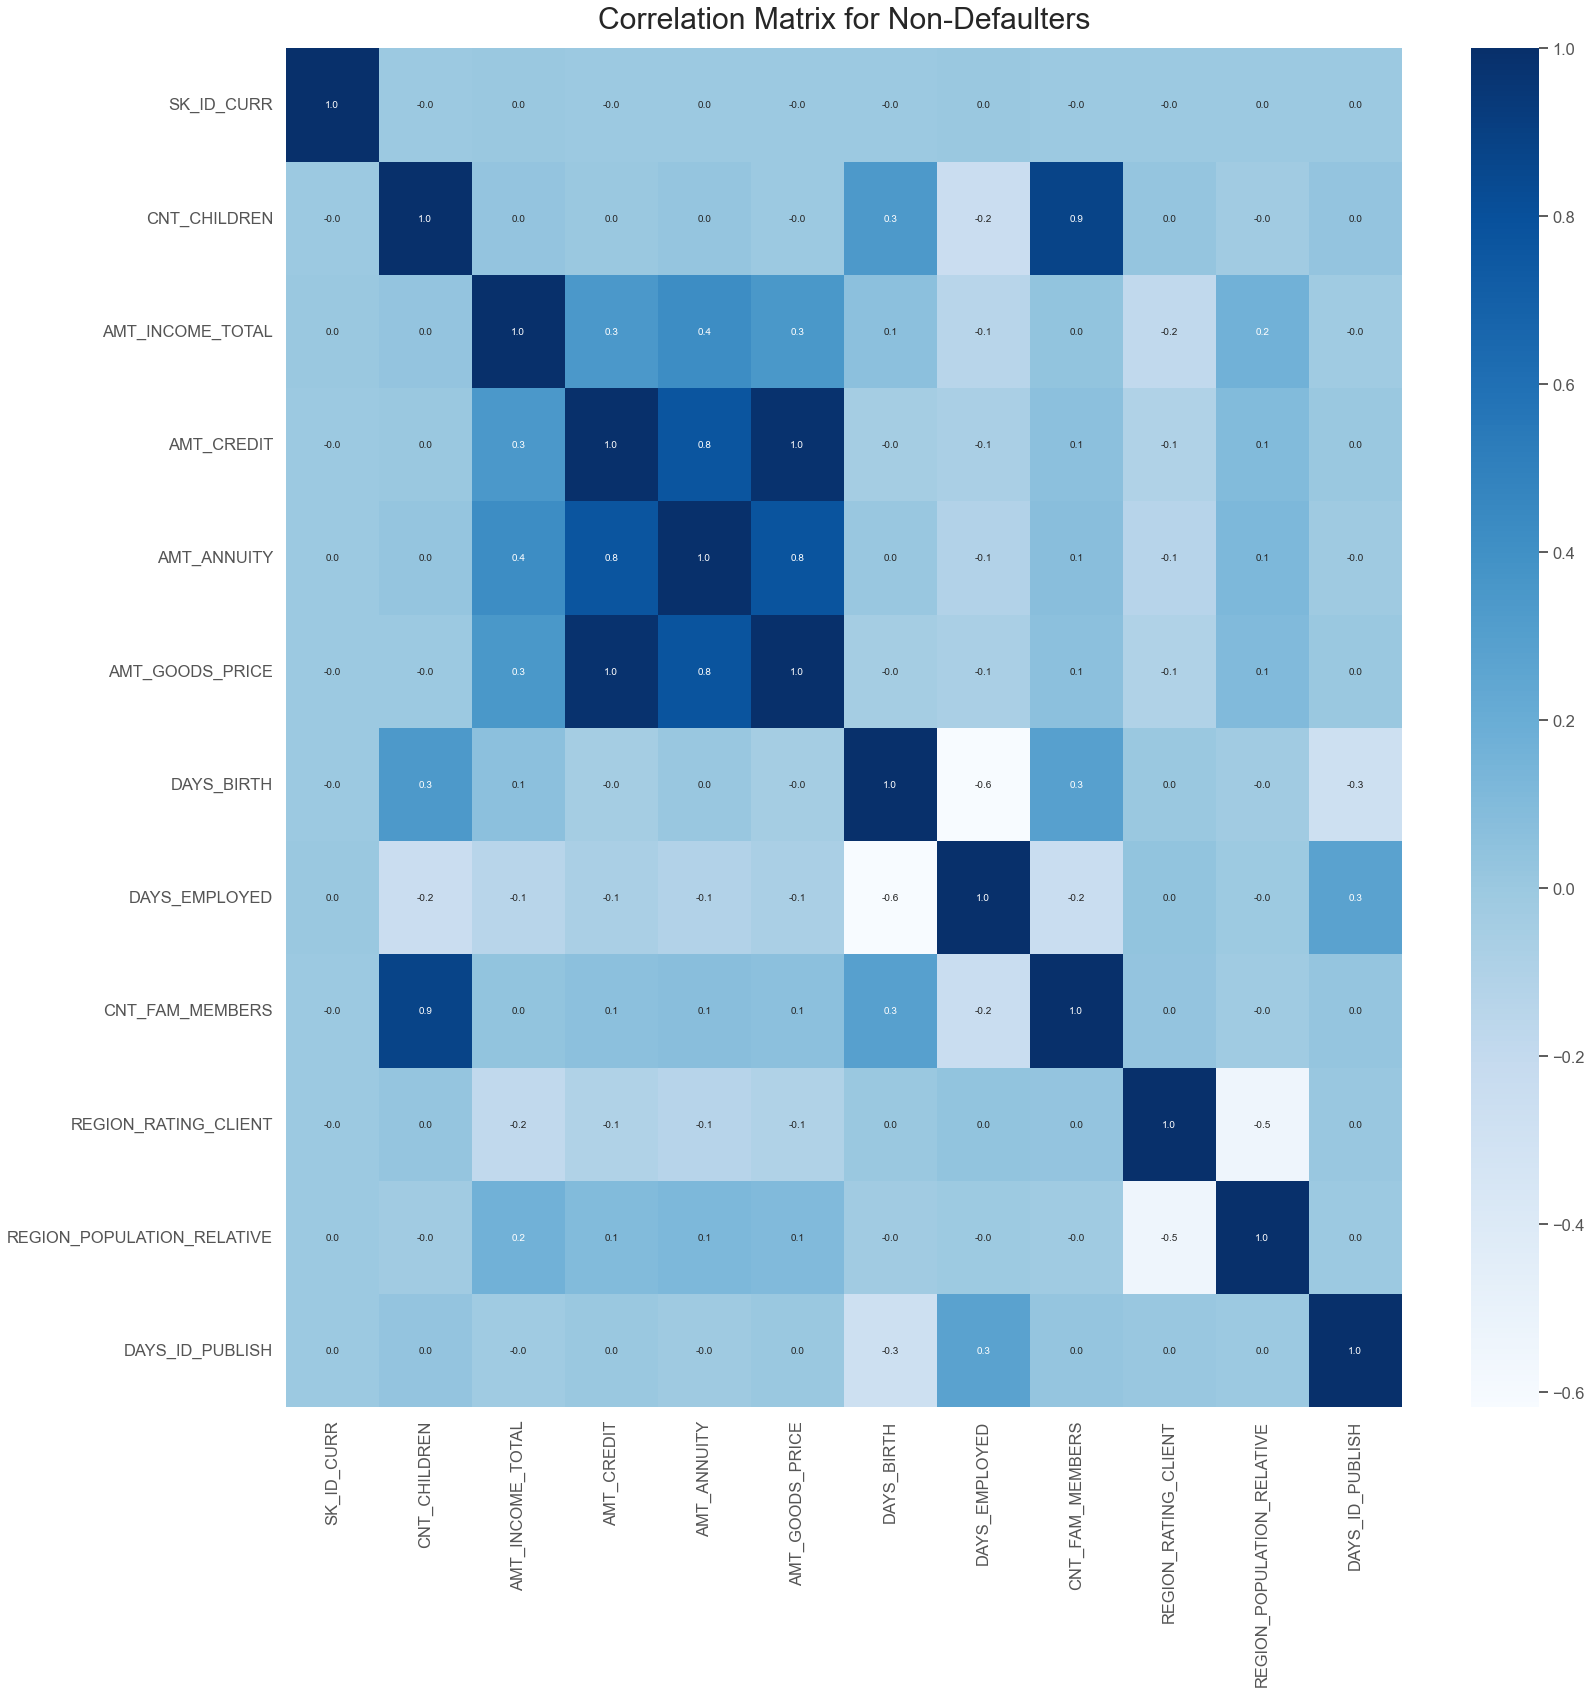 Correlation Matrix for Non-Defaulters
SK_ID_CURR 1.0 -0.0 0.0 -0.0 0.0 -0.0 -0.0 0.0 -0.0 -0.0 0.0 0.0
CNT_CHILDREN -0.0 1.0 0.0 0.0 0.0 -0.0 0.3 -0.2 0.9 0.0 -0.0 0.0
AMT_INCOME_TOTAL 0.0 0.0 1.0 0.3 0.4 0.3 0.1 -0.1 0.0 -0.2 0.2 -0.0
AMT_CREDIT -0.0 0.0 0.3 1.0 0.8 1.0 -0.0 -0.1 0.1 -0.1 0.1 0.0
AMT_ANNUITY 0.0 0.0 0.4 0.8 1.0 0.8 0.0 -0.1 0.1 -0.1 0.1 -0.0
AMT_GOODS_PRICE -0.0 -0.0 0.3 1.0 0.8 1.0 -0.0 -0.1 0.1 -0.1 0.1 0.0
DAYS_BIRTH -0.0 0.3 0.1 -0.0 0.0 -0.0 1.0 -0.6 0.3 0.0 -0.0 -0.3
DAYS_EMPLOYED 0.0 -0.2 -0.1 -0.1 -0.1 -0.1 -0.6 1.0 -0.2 0.0 -0.0 0.3
CNT_FAM_MEMBERS -0.0 0.9 0.0 0.1 0.1 0.1 0.3 -0.2 1.0 0.0 -0.0 0.0
REGION_RATING_CLIENT -0.0 0.0 -0.2 -0.1 -0.1 -0.1 0.0 0.0 0.0 1.0 -0.5 0.0
REGION_POPULATION_RELATIVE 0.0 -0.0 0.2 0.1 0.1 0.1 -0.0 -0.0 -0.0 -0.5 1.0 0.0
DAYS_ID_PUBLISH 0.0 0.0 -0.0 0.0 -0.0 0.0 -0.3 0.3 0.0 0.0 0.0 1.0
SK_ID_CURR
CNT_CHILDREN
AMT_INCOME_TOTAL
AMT_CREDIT
AMT_ANNUITY
AMT_GOODS_PRICE
DAYS_BIRTH
DAYS_EMPLOYED
CNT_FAM_MEMBERS
REGION_RATING_CLIENT
REGION_POPULATION_RELATIVE
DAYS_ID_PUBLISH
1.0
0.8
0.6
0.4
0.2
0.0
−0.2
−0.4
−0.6